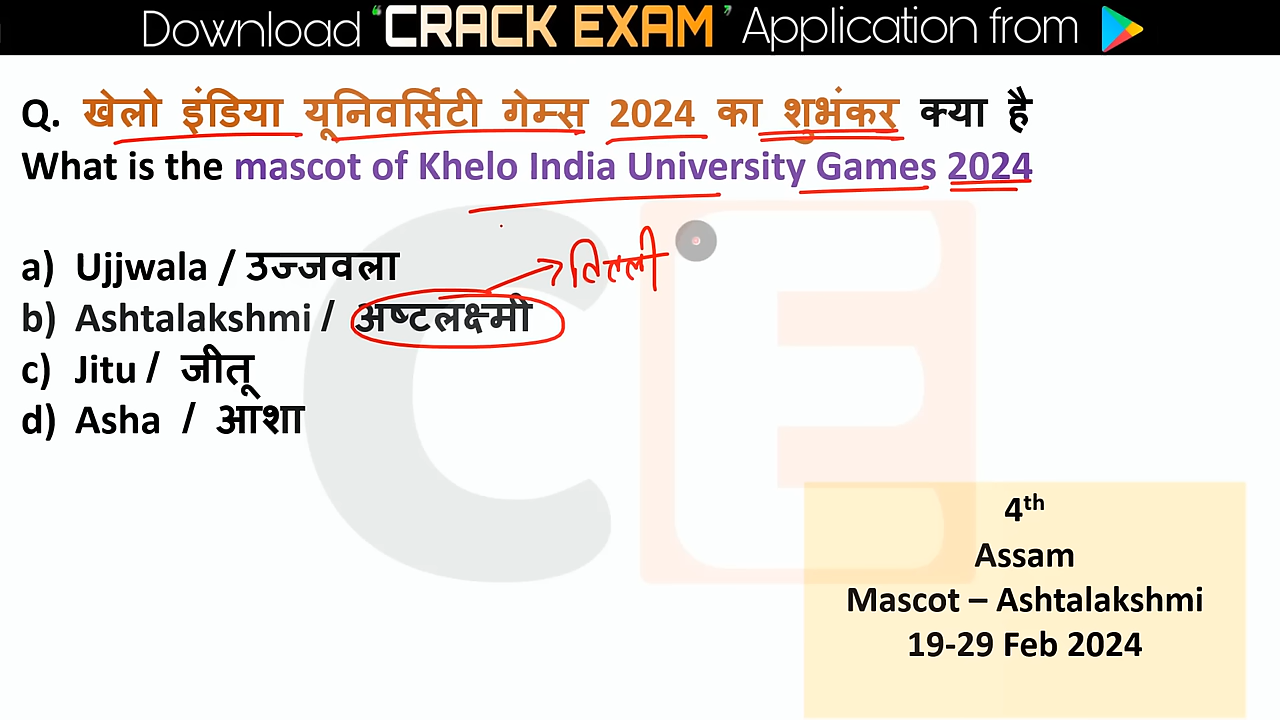 Download “CRACK EXAM” Application from
Q. खेलो इंडिया यूनिवर्सिटी गेम्स 2024 का शुभंकर क्या है
What is the mascot of Khelo India University Games 2024
a) Ujjwala / उज्जवला
तितली
b) Ashtalakshmi / अष्टलक्ष्मी
c) Jitu / जीतू
d) Asha / आशा
CE
4th
Assam
Mascot – Ashtalakshmi
19-29 Feb 2024